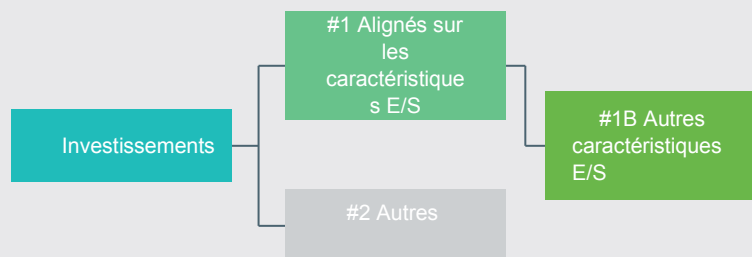 #1 Alignés sur
les
caractéristique
s E/S
Investissements
#1B Autres
caractéristiques
E/S
#2 Autres